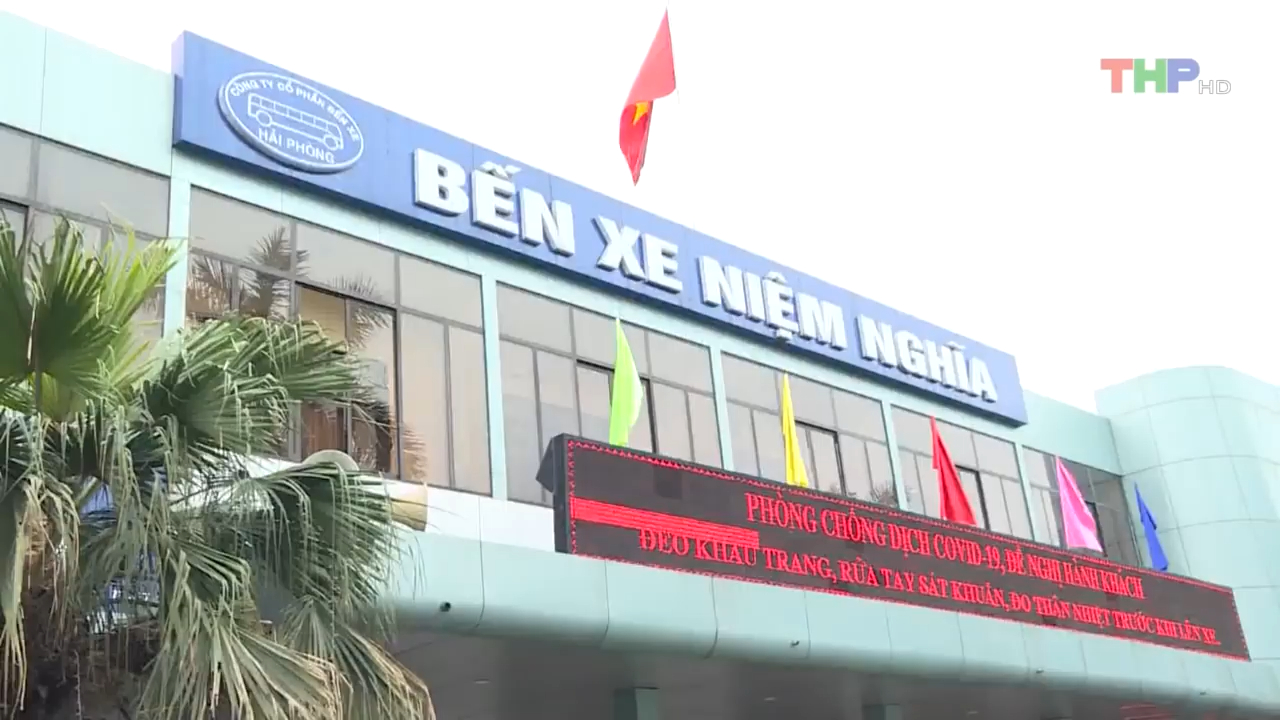 THP HD
CÔNG TY CỔ PHẦN BẾN XE
HẢI PHÒNG
BẾN XE NIỆM NGHĨA
PHÒNG CHỐNG DỊCH COVID-19, ĐỀ NGHỊ HÀNH KHÁCH
ĐEO KHẨU TRANG, RỬA TAY SÁT KHUẨN, ĐO THÂN NHIỆT TRƯỚC KHI LÊN XE.